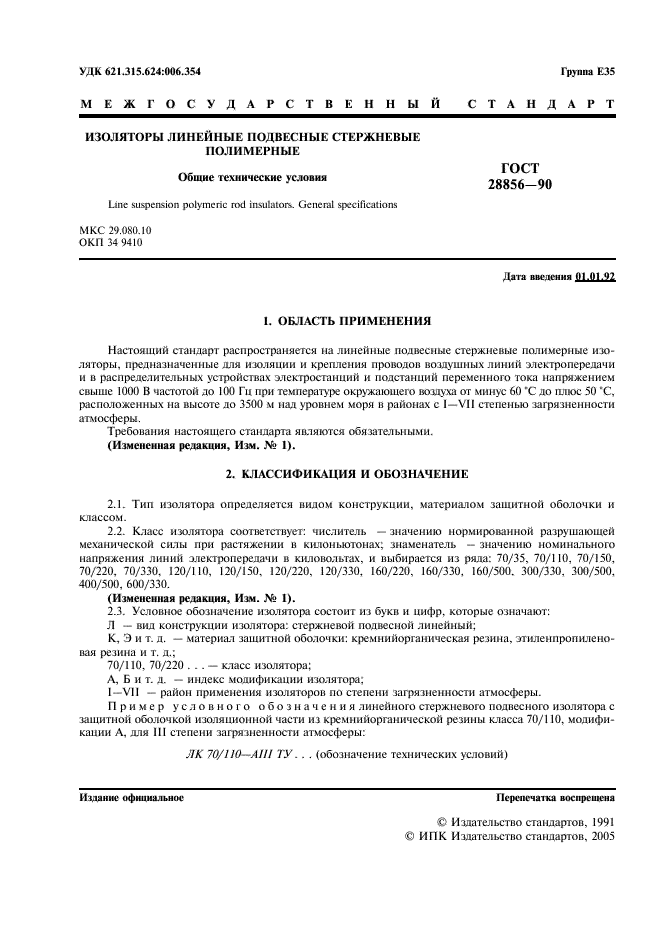 УДК 621.315.624:006.354 Группа Е35
МЕЖГОСУДАРСТВЕННЫЙ СТАНДАРТ
ИЗОЛЯТОРЫ ЛИНЕЙНЫЕ ПОДВЕСНЫЕ СТЕРЖНЕВЫЕ
ПОЛИМЕРНЫЕ
Общие технические условия
Line suspension polymeric rod insulators. General specifications
ГОСТ
28856—90
МКС 29.080.10
ОКП 34 9410
Дата введения 01.01.92
1. ОБЛАСТЬ ПРИМЕНЕНИЯ
Настоящий стандарт распространяется на линейные подвесные стержневые полимерные изо-
ляторы, предназначенные для изоляции и крепления проводов воздушных линий электропередачи
и в распределительных устройствах электростанций и подстанций переменного тока напряжением
свыше 1000 В частотой до 100 Гц при температуре окружающего воздуха от минус 60 °С до плюс 50 °С,
расположенных на высоте до 3500 м над уровнем моря в районах с I—VII степенью загрязненности
атмосферы.
Требования настоящего стандарта являются обязательными.
(Измененная редакция, Изм. № 1).
2. КЛАССИФИКАЦИЯ И ОБОЗНАЧЕНИЕ
2.1. Тип изолятора определяется видом конструкции, материалом защитной оболочки и
классом.
2.2. Класс изолятора соответствует: числитель —значению нормированной разрушающей
механической силы при растяжении в килоньютонах; знаменатель —значению номинального
напряжения линий электропередачи в киловольтах, и выбирается из ряда: 70/35, 70/110, 70/150,
70/220, 70/330, 120/110, 120/150, 120/220, 120/330, 160/220, 160/330, 160/500, 300/330, 300/500,
400/500, 600/330.
(Измененная редакция, Изм. № 1).
2.3. Условное обозначение изолятора состоит из букв и цифр, которые означают:
Л — вид конструкции изолятора: стержневой подвесной линейный;
К, Э и т. д. — материал защитной оболочки: кремнийорганическая резина, этиленпропилено-
вая резина и т. д.;
70/110, 70/220 . . . — класс изолятора;
А, Б и т. д. — индекс модификации изолятора;
I—VII — район применения изоляторов по степени загрязненности атмосферы.
Пример условного обозначения линейного стержневого подвесного изолятора с
защитной оболочкой изоляционной части из кремнийорганической резины класса 70/110, модифи-
кации А, для III степени загрязненности атмосферы:
ЛК 70/110—АIII ТУ . . . (обозначение технических условий)
Издание официальное Перепечатка воспрещена
© Издательство стандартов, 1991
© ИПК Издательство стандартов, 2005